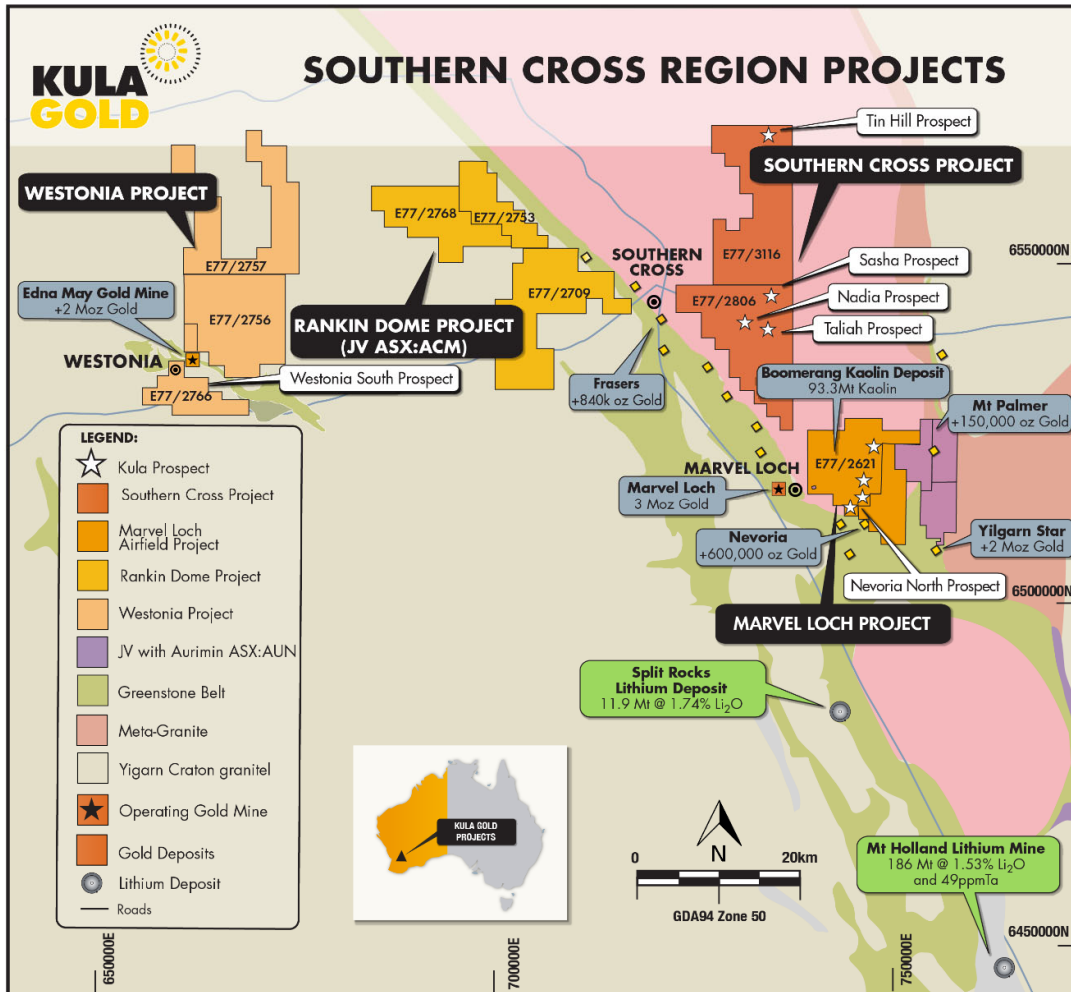 KULA
GOLD
SOUTHERN CROSS REGION PROJECTS
Tin Hill Prospect
SOUTHERN CROSS PROJECT
WESTONIA PROJECT
E77/2768
E77/2753
E77/3116
6550000N
E77/2757
SOUTHERN
CROSS
Sasha Prospect
Edna May Gold Mine
+2 Moz Gold
E77/2709
E77/2806
Nadia Prospect
E77/2756
RANKIN DOME PROJECT
(JV ASX:ACM)
Taliah Prospect
WESTONIA
Westonia South Prospect
E77/2766
Frasers
+840k oz Gold
Boomerang Kaolin Deposit
93.3Mt Kaolin
Mt Palmer
+150,000 oz Gold
E77/2621
MARVEL LOCH
Marvel Loch
3 Moz Gold
Nevoria
+600,000 oz Gold
Yilgarn Star
+2 Moz Gold
Nevoria North Prospect
6500000N
MARVEL LOCH PROJECT
LEGEND:
Kula Prospect
Southern Cross Project
Marvel Loch
Airfield Project
Rankin Dome Project
Westonia Project
JV with Aurimin ASX:AUN
Greenstone Belt
Meta-Granite
Yigarn Craton granitel
Operating Gold Mine
Gold Deposits
Lithium Deposit
Roads
Split Rocks
Lithium Deposit
11.9 Mt @ 1.74% Li₂O
KULA GOLD
PROJECTS
N
0
20km
GDA94 Zone 50
Mt Holland Lithium Mine
186 Mt @ 1.53% Li₂O
and 49ppmTa
6450000N
650000E
700000E
750000E